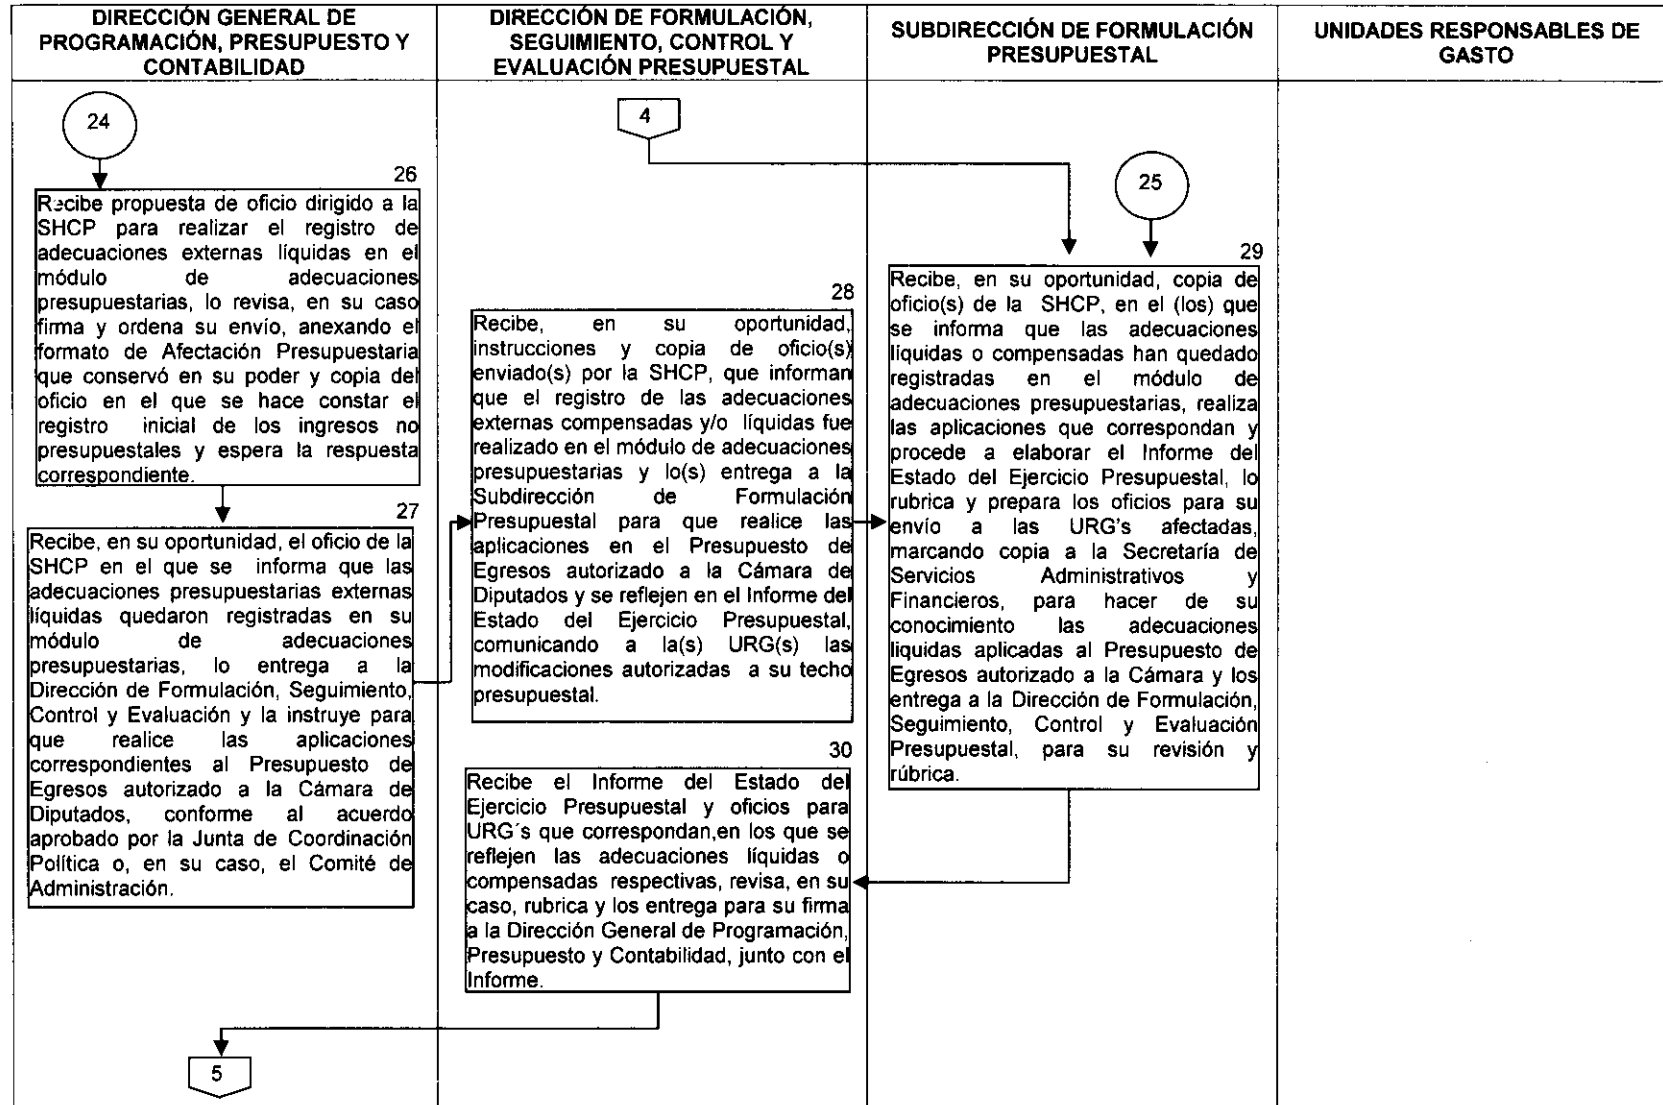 DIRECCIÓN GENERAL DE
PROGRAMACIÓN, PRESUPUESTO Y
CONTABILIDAD
DIRECCIÓN DE FORMULACIÓN,
SEGUIMIENTO, CONTROL Y
EVALUACIÓN PRESUPUESTAL
SUBDIRECCIÓN DE FORMULACIÓN
PRESUPUESTAL
UNIDADES RESPONSABLES DE
GASTO
24
26
Recibe propuesta de oficio dirigido a la
SHCP para realizar el registro de
adecuaciones externas líquidas en el
módulo de adecuaciones
presupuestarias, lo revisa, en su caso
firma y ordena su envío, anexando el
formato de Afectación Presupuestaria
que conservó en su poder y copia del
oficio en el que se hace constar el
registro inicial de los ingresos no
presupuestales y espera la respuesta
correspondiente.
27
Recibe, en su oportunidad, el oficio de la
SHCP en el que se informa que las
adecuaciones presupuestarias externas
líquidas quedaron registradas en su
módulo de adecuaciones
presupuestarias, lo entrega a la
Dirección de Formulación, Seguimiento,
Control y Evaluación y la instruye para
que realice las aplicaciones
correspondientes al Presupuesto de
Egresos autorizado a la Cámara de
Diputados, conforme al acuerdo
aprobado por la Junta de Coordinación
Política o, en su caso, el Comité de
Administración.
4
28
Recibe, en su oportunidad,
instrucciones y copia de oficio(s)
enviado(s) por la SHCP, que informan
que el registro de las adecuaciones
externas compensadas y/o líquidas fue
realizado en el módulo de adecuaciones
presupuestarias y lo(s) entrega a la
Subdirección de Formulación
Presupuestal para que realice las
aplicaciones en el Presupuesto de
Egresos autorizado a la Cámara de
Diputados y se reflejen en el Informe del
Estado del Ejercicio Presupuestal,
comunicando a la(s) URG(s) las
modificaciones autorizadas a su techo
presupuestal.
25
29
Recibe, en su oportunidad, copia de
oficio(s) de la SHCP, en el (los) que
se informa que las adecuaciones
líquidas o compensadas han quedado
registradas en el módulo de
adecuaciones presupuestarias, realiza
las aplicaciones que correspondan y
procede a elaborar el Informe del
Estado del Ejercicio Presupuestal, lo
rubrica y prepara los oficios para su
envío a las URG's afectadas,
marcando copia a la Secretaría de
Servicios Administrativos y
Financieros, para hacer de su
conocimiento las adecuaciones
liquidas aplicadas al Presupuesto de
Egresos autorizado a la Cámara y los
entrega a la Dirección de Formulación,
Seguimiento, Control y Evaluación
Presupuestal, para su revisión y
rúbrica.
30
Recibe el Informe del Estado del
Ejercicio Presupuestal y oficios para
URG´s que correspondan,en los que se
reflejen las adecuaciones líquidas o
compensadas respectivas, revisa, en su
caso, rubrica y los entrega para su firma
a la Dirección General de Programación,
Presupuesto y Contabilidad, junto con el
Informe.
5